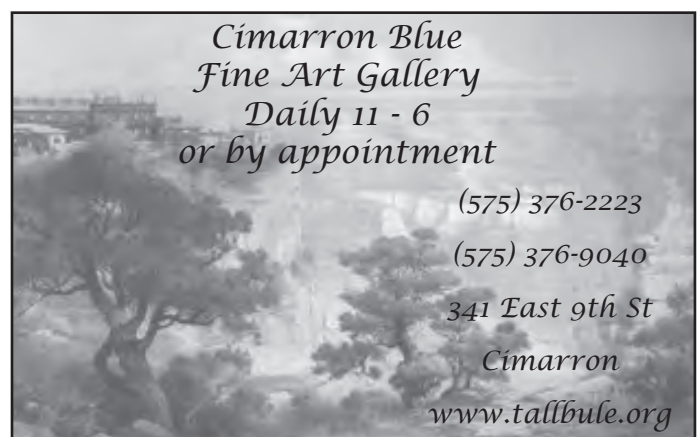 Cimarron Blue
Fine Art Gallery
Daily 11 - 6
or by appointment
(575) 376-2223
(575) 376-9040
341 East 9th St
Cimarron
www.tallbule.org